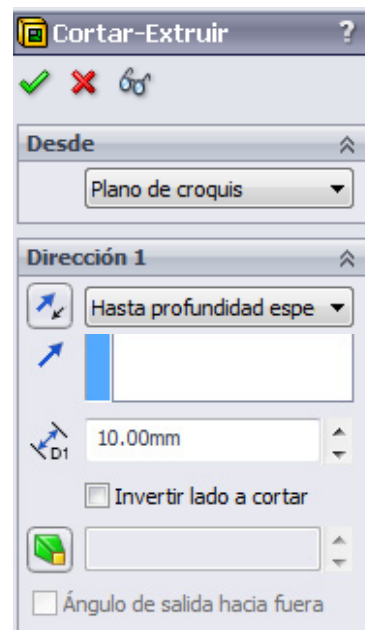 Cortar-Extruir ?
Desde
Plano de croquis
Dirección 1
Hasta profundidad espe
D1 10.00mm
Invertir lado a cortar
Ángulo de salida hacia fuera